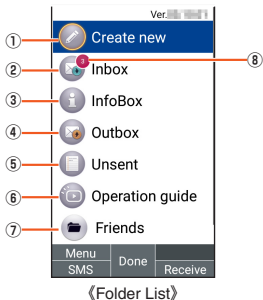 Ver.
① Create new
3 ⑧
② Inbox
③ InfoBox
④ Outbox
⑤ Unsent
⑥ Operation guide
⑦ Friends
Menu
SMS Done Receive
《Folder List》